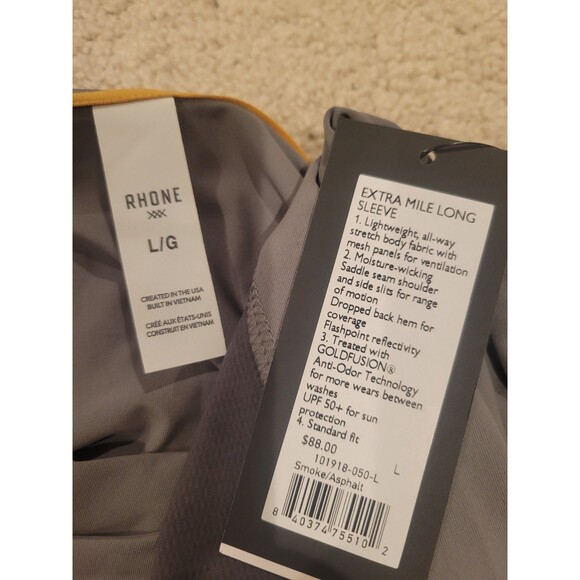 RHONE
L/G
CREATED IN THE USA
BUILT IN VIETNAM
CRÉÉ AUX ÉTATS-UNIS
CONSTRUIT EN VIETNAM
EXTRA MILE LONG
SLEEVE
1. Lightweight, all-way
stretch body fabric with
mesh panels for ventilation
2. Moisture-wicking
Saddle seam shoulder
and side slits for range
of motion
Dropped back hem for
coverage
Flashpoint reflectivity
3. Treated with
GOLDFUSION®
Anti-Odor Technology
for more wears between
washes
UPF 50+ for sun
protection
4. Standard fit
$88.00
101918-050-L L
Smoke/Asphalt
8 40374 75510 2